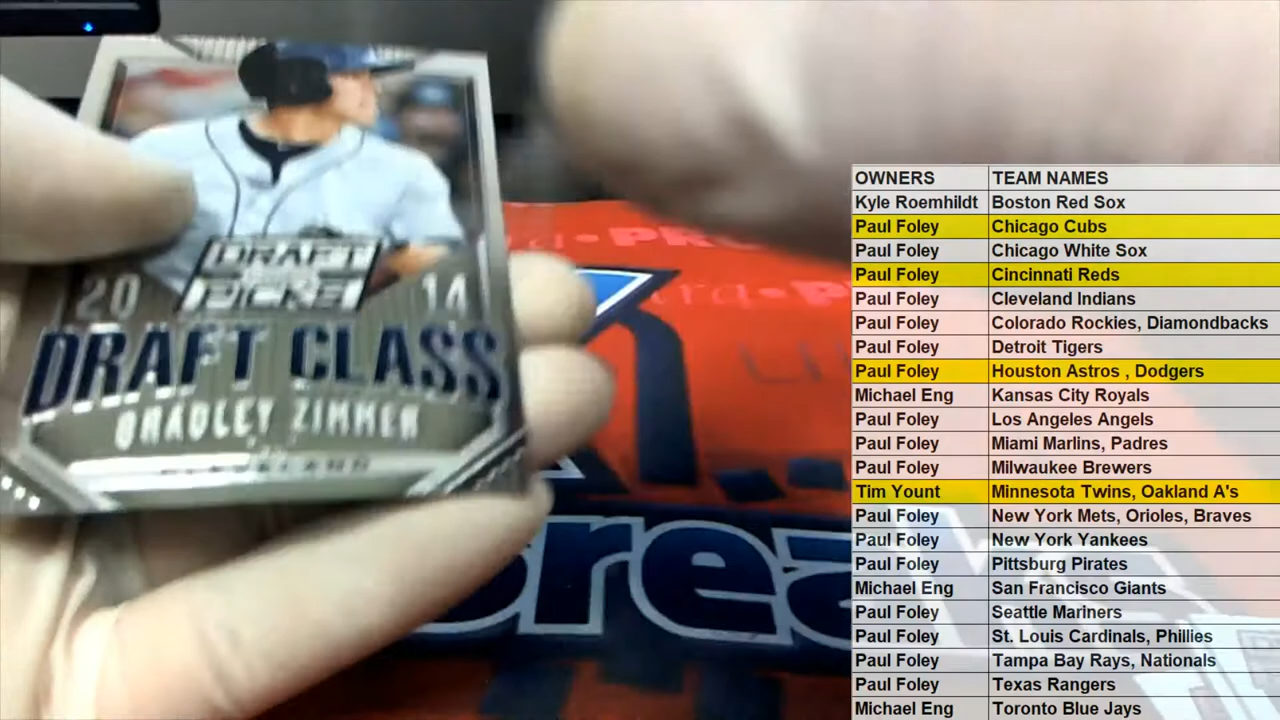 DRAFT
PICKS
20 14
DRAFT CLASS
BRADLEY ZIMMER
CLEVELAND
OWNERS TEAM NAMES
Kyle Roemhildt Boston Red Sox
Paul Foley Chicago Cubs
Paul Foley Chicago White Sox
Paul Foley Cincinnati Reds
Paul Foley Cleveland Indians
Paul Foley Colorado Rockies, Diamondbacks
Paul Foley Detroit Tigers
Paul Foley Houston Astros , Dodgers
Michael Eng Kansas City Royals
Paul Foley Los Angeles Angels
Paul Foley Miami Marlins, Padres
Paul Foley Milwaukee Brewers
Tim Yount Minnesota Twins, Oakland A's
Paul Foley New York Mets, Orioles, Braves
Paul Foley New York Yankees
Paul Foley Pittsburg Pirates
Michael Eng San Francisco Giants
Paul Foley Seattle Mariners
Paul Foley St. Louis Cardinals, Phillies
Paul Foley Tampa Bay Rays, Nationals
Paul Foley Texas Rangers
Michael Eng Toronto Blue Jays